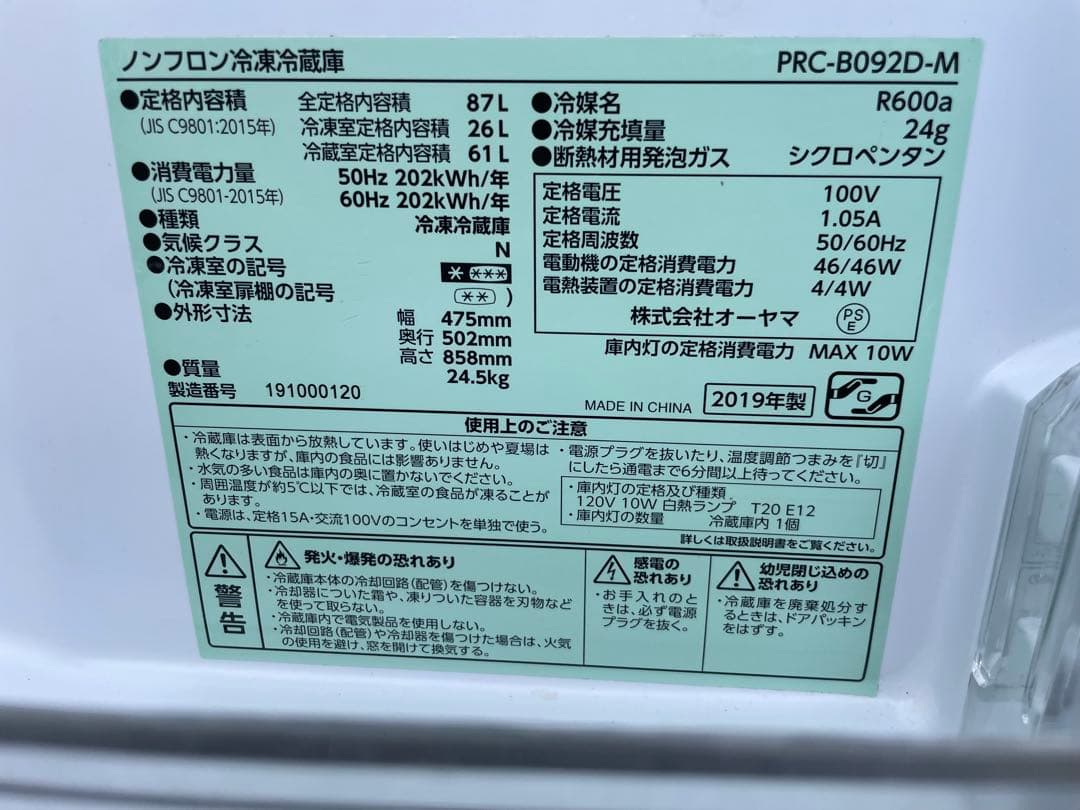 ノンフロン冷凍冷蔵庫
PRC-B092D-M
●定格内容積 全定格内容積 87L
(JIS C9801:2015年) 冷凍室定格内容積 26L
冷蔵室定格内容積 61L
●消費電力量 50Hz 202kWh/年
(JIS C9801-2015年) 60Hz 202kWh/年
●種類 冷凍冷蔵庫
●気候クラス N
●冷凍室の記号 * ***
(冷凍室扉棚の記号 ** )
●外形寸法 幅 475mm
奥行 502mm
高さ 858mm
●質量 24.5kg
製造番号 191000120
●冷媒名 R600a
●冷媒充填量 24g
●断熱材用発泡ガス シクロペンタン
定格電圧 100V
定格電流 1.05A
定格周波数 50/60Hz
電動機の定格消費電力 46/46W
電熱装置の定格消費電力 4/4W
株式会社オーヤマ PSE
庫内灯の定格消費電力 MAX 10W
MADE IN CHINA 2019年製 G
使用上のご注意
・冷蔵庫は表面から放熱しています。使いはじめや夏場は
熱くなりますが、庫内の食品には影響ありません。
・水気の多い食品は庫内の奥に置かないでください。
・周囲温度が約5℃以下では、冷蔵室の食品が凍ることが
あります。
・電源は、定格15A・交流100Vのコンセントを単独で使う。
・電源プラグを抜いたり、温度調節つまみを『切』
にしたら通電まで6分間以上待ってください。
・庫内灯の定格及び種類
120V 10W 白熱ランプ T20 E12
・庫内灯の数量 冷蔵庫内 1個
詳しくは取扱説明書をご覧ください。
警告
発火・爆発の恐れあり
・冷蔵庫本体の冷却回路(配管)を傷つけない。
・冷却器についた霜や、凍りついた容器を刃物など
を使って取らない。
・冷蔵庫内で電気製品を使用しない。
・冷却回路(配管)や冷却器を傷つけた場合は、火気
の使用を避け、窓を開けて換気する。
感電の
恐れあり
・お手入れのと
きは、必ず電源
プラグを抜く。
幼児閉じ込めの
恐れあり
・冷蔵庫を廃棄処分す
るときは、ドアパッキン
をはずす。